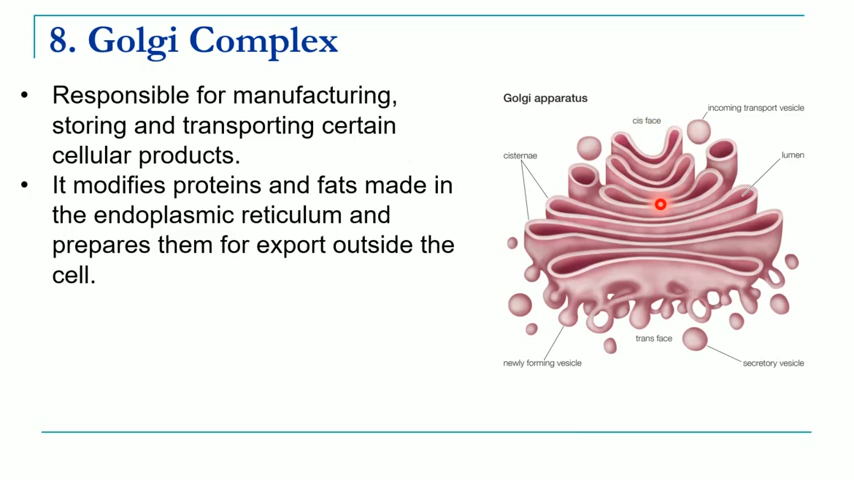 8. Golgi Complex
• Responsible for manufacturing,
storing and transporting certain
cellular products.
• It modifies proteins and fats made in
the endoplasmic reticulum and
prepares them for export outside the
cell.
Golgi apparatus
incoming transport vesicle
cis face
cisternae
lumen
trans face
newly forming vesicle
secretory vesicle